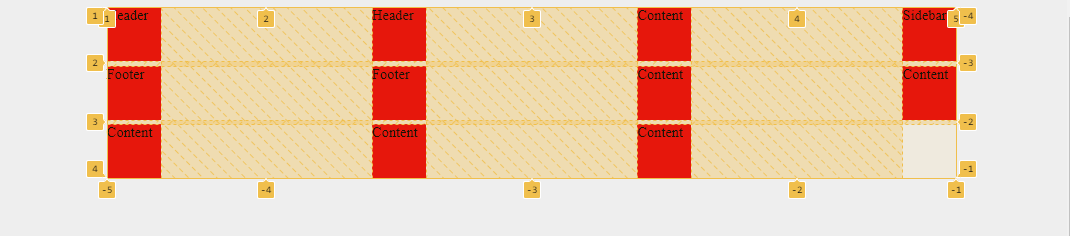 1 1 eader 2 Header 3 Content 4 Sidebar 5 -4
2 -3
Footer Footer Content Content
3 -2
Content Content Content
4 -1
-5 -4 -3 -2 -1